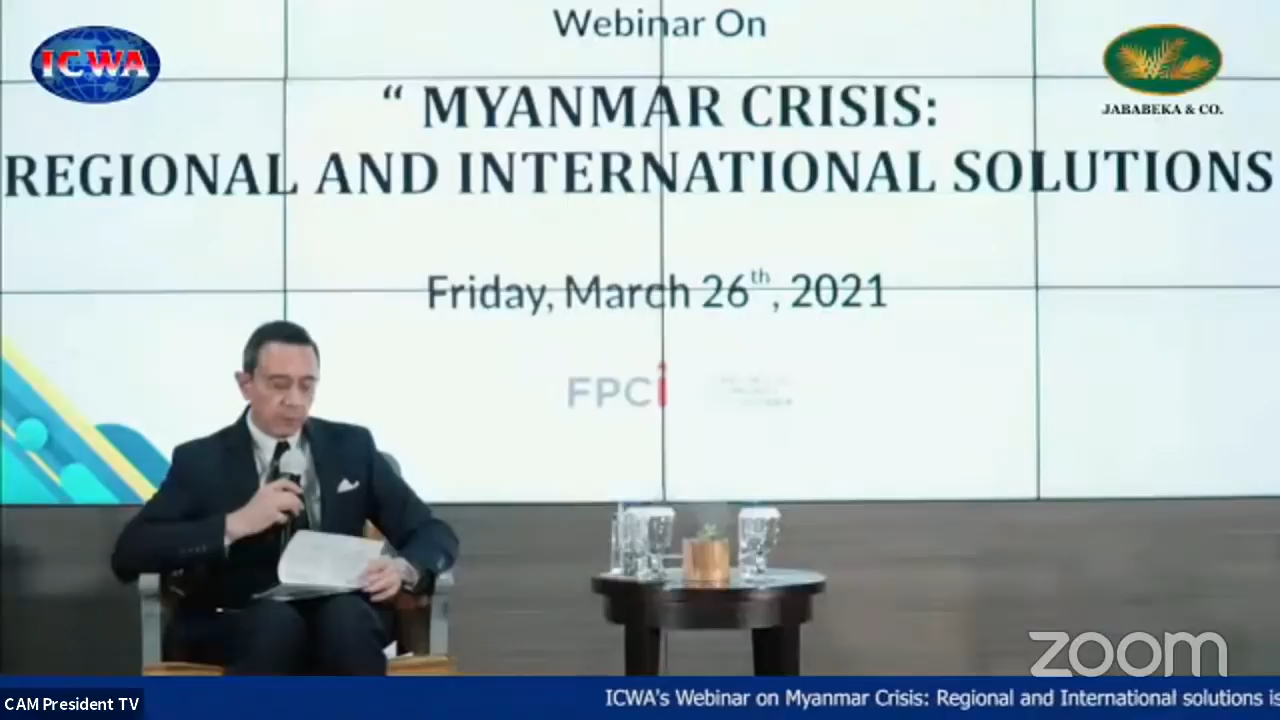 ICWA
Webinar On
JABABEKA & CO.
“ MYANMAR CRISIS:
REGIONAL AND INTERNATIONAL SOLUTIONS
Friday, March 26th, 2021
FPCi
zoom
CAM President TV
ICWA's Webinar on Myanmar Crisis: Regional and International solutions is